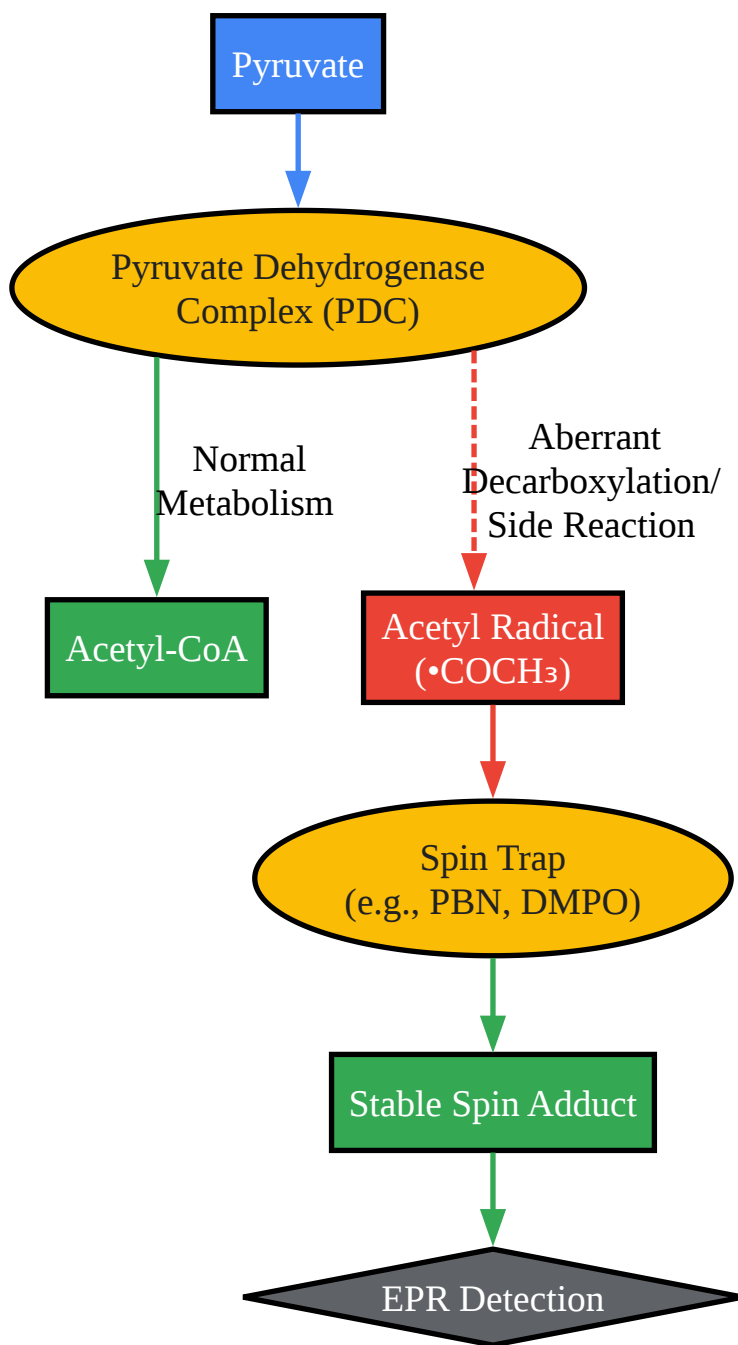 Pyruvate
Pyruvate Dehydrogenase
Complex (PDC)
Normal
Metabolism
Aberrant
Decarboxylation/
Side Reaction
Acetyl-CoA
Acetyl Radical
(•COCH₃)
Spin Trap
(e.g., PBN, DMPO)
Stable Spin Adduct
EPR Detection